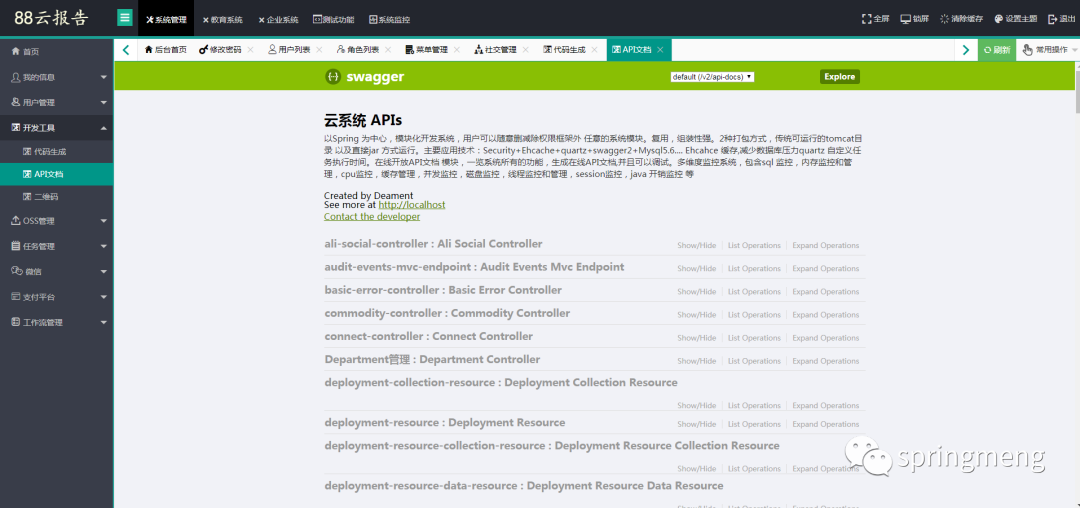 88云报告
系统管理 教育系统 企业系统 测试功能 系统监控
全屏 锁屏 清除缓存 设置主题 退出
首页
我的信息
用户管理
开发工具
代码生成
API文档
二维码
OSS管理
任务管理
微信
支付平台
工作流管理
后台首页 修改密码 用户列表 角色列表 菜单管理 社交管理 代码生成 API文档
刷新 常用操作
swagger
default (/v2/api-docs)
Explore
云系统 APIs
以Spring 为中心，模块化开发系统，用户可以随意删减除权限框架外 任意的系统模块。复用，组装性强。2种打包方式，传统可运行的tomcat目
录 以及直接jar 方式运行。主要应用技术：Security+Ehcache+quartz+swagger2+Mysql5.6.... Ehcahce 缓存,减少数据库压力quartz 自定义任
务执行时间。在线开放API文档 模块，一览系统所有的功能，生成在线API文档,并且可以调试。多维度监控系统，包含sql 监控，内存监控和管
理，cpu监控，缓存管理，并发监控，磁盘监控，线程监控和管理，session监控，java 开销监控 等
Created by Deament
See more at http://localhost
Contact the developer
ali-social-controller : Ali Social Controller Show/Hide List Operations Expand Operations
audit-events-mvc-endpoint : Audit Events Mvc Endpoint Show/Hide List Operations Expand Operations
basic-error-controller : Basic Error Controller Show/Hide List Operations Expand Operations
commodity-controller : Commodity Controller Show/Hide List Operations Expand Operations
connect-controller : Connect Controller Show/Hide List Operations Expand Operations
Department管理 : Department Controller Show/Hide List Operations Expand Operations
deployment-collection-resource : Deployment Collection Resource
Show/Hide List Operations Expand Operations
deployment-resource : Deployment Resource Show/Hide List Operations Expand Operations
deployment-resource-collection-resource : Deployment Resource Collection Resource
Show/Hide List Operations Expand Operations
deployment-resource-data-resource : Deployment Resource Data Resource
Show/Hide List Operations Expand Operations
springmeng